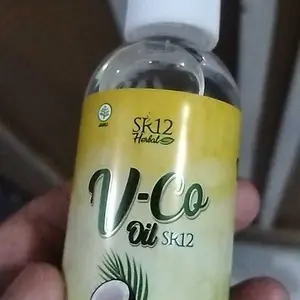 SR12
Herbal
V-Co
Oil SR12